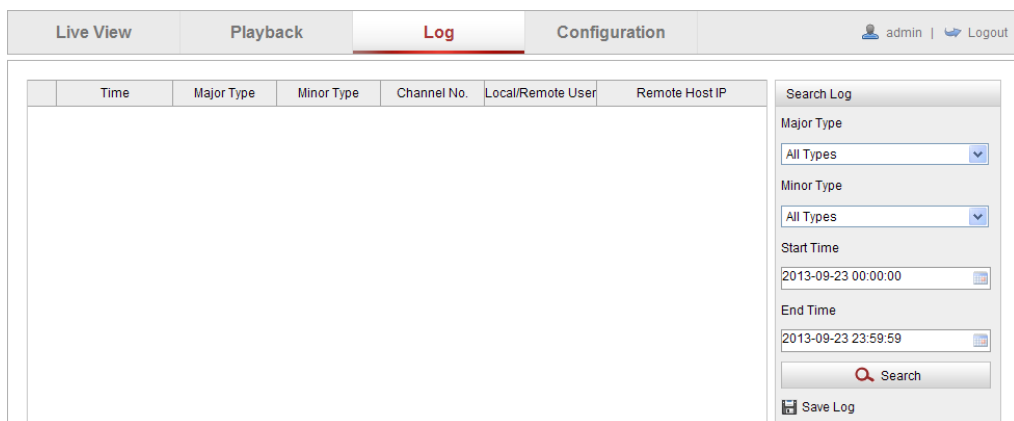 Live View Playback Log Configuration admin | Logout
Time Major Type Minor Type Channel No. Local/Remote User Remote Host IP
Search Log
Major Type
All Types
Minor Type
All Types
Start Time
2013-09-23 00:00:00
End Time
2013-09-23 23:59:59
Search
Save Log